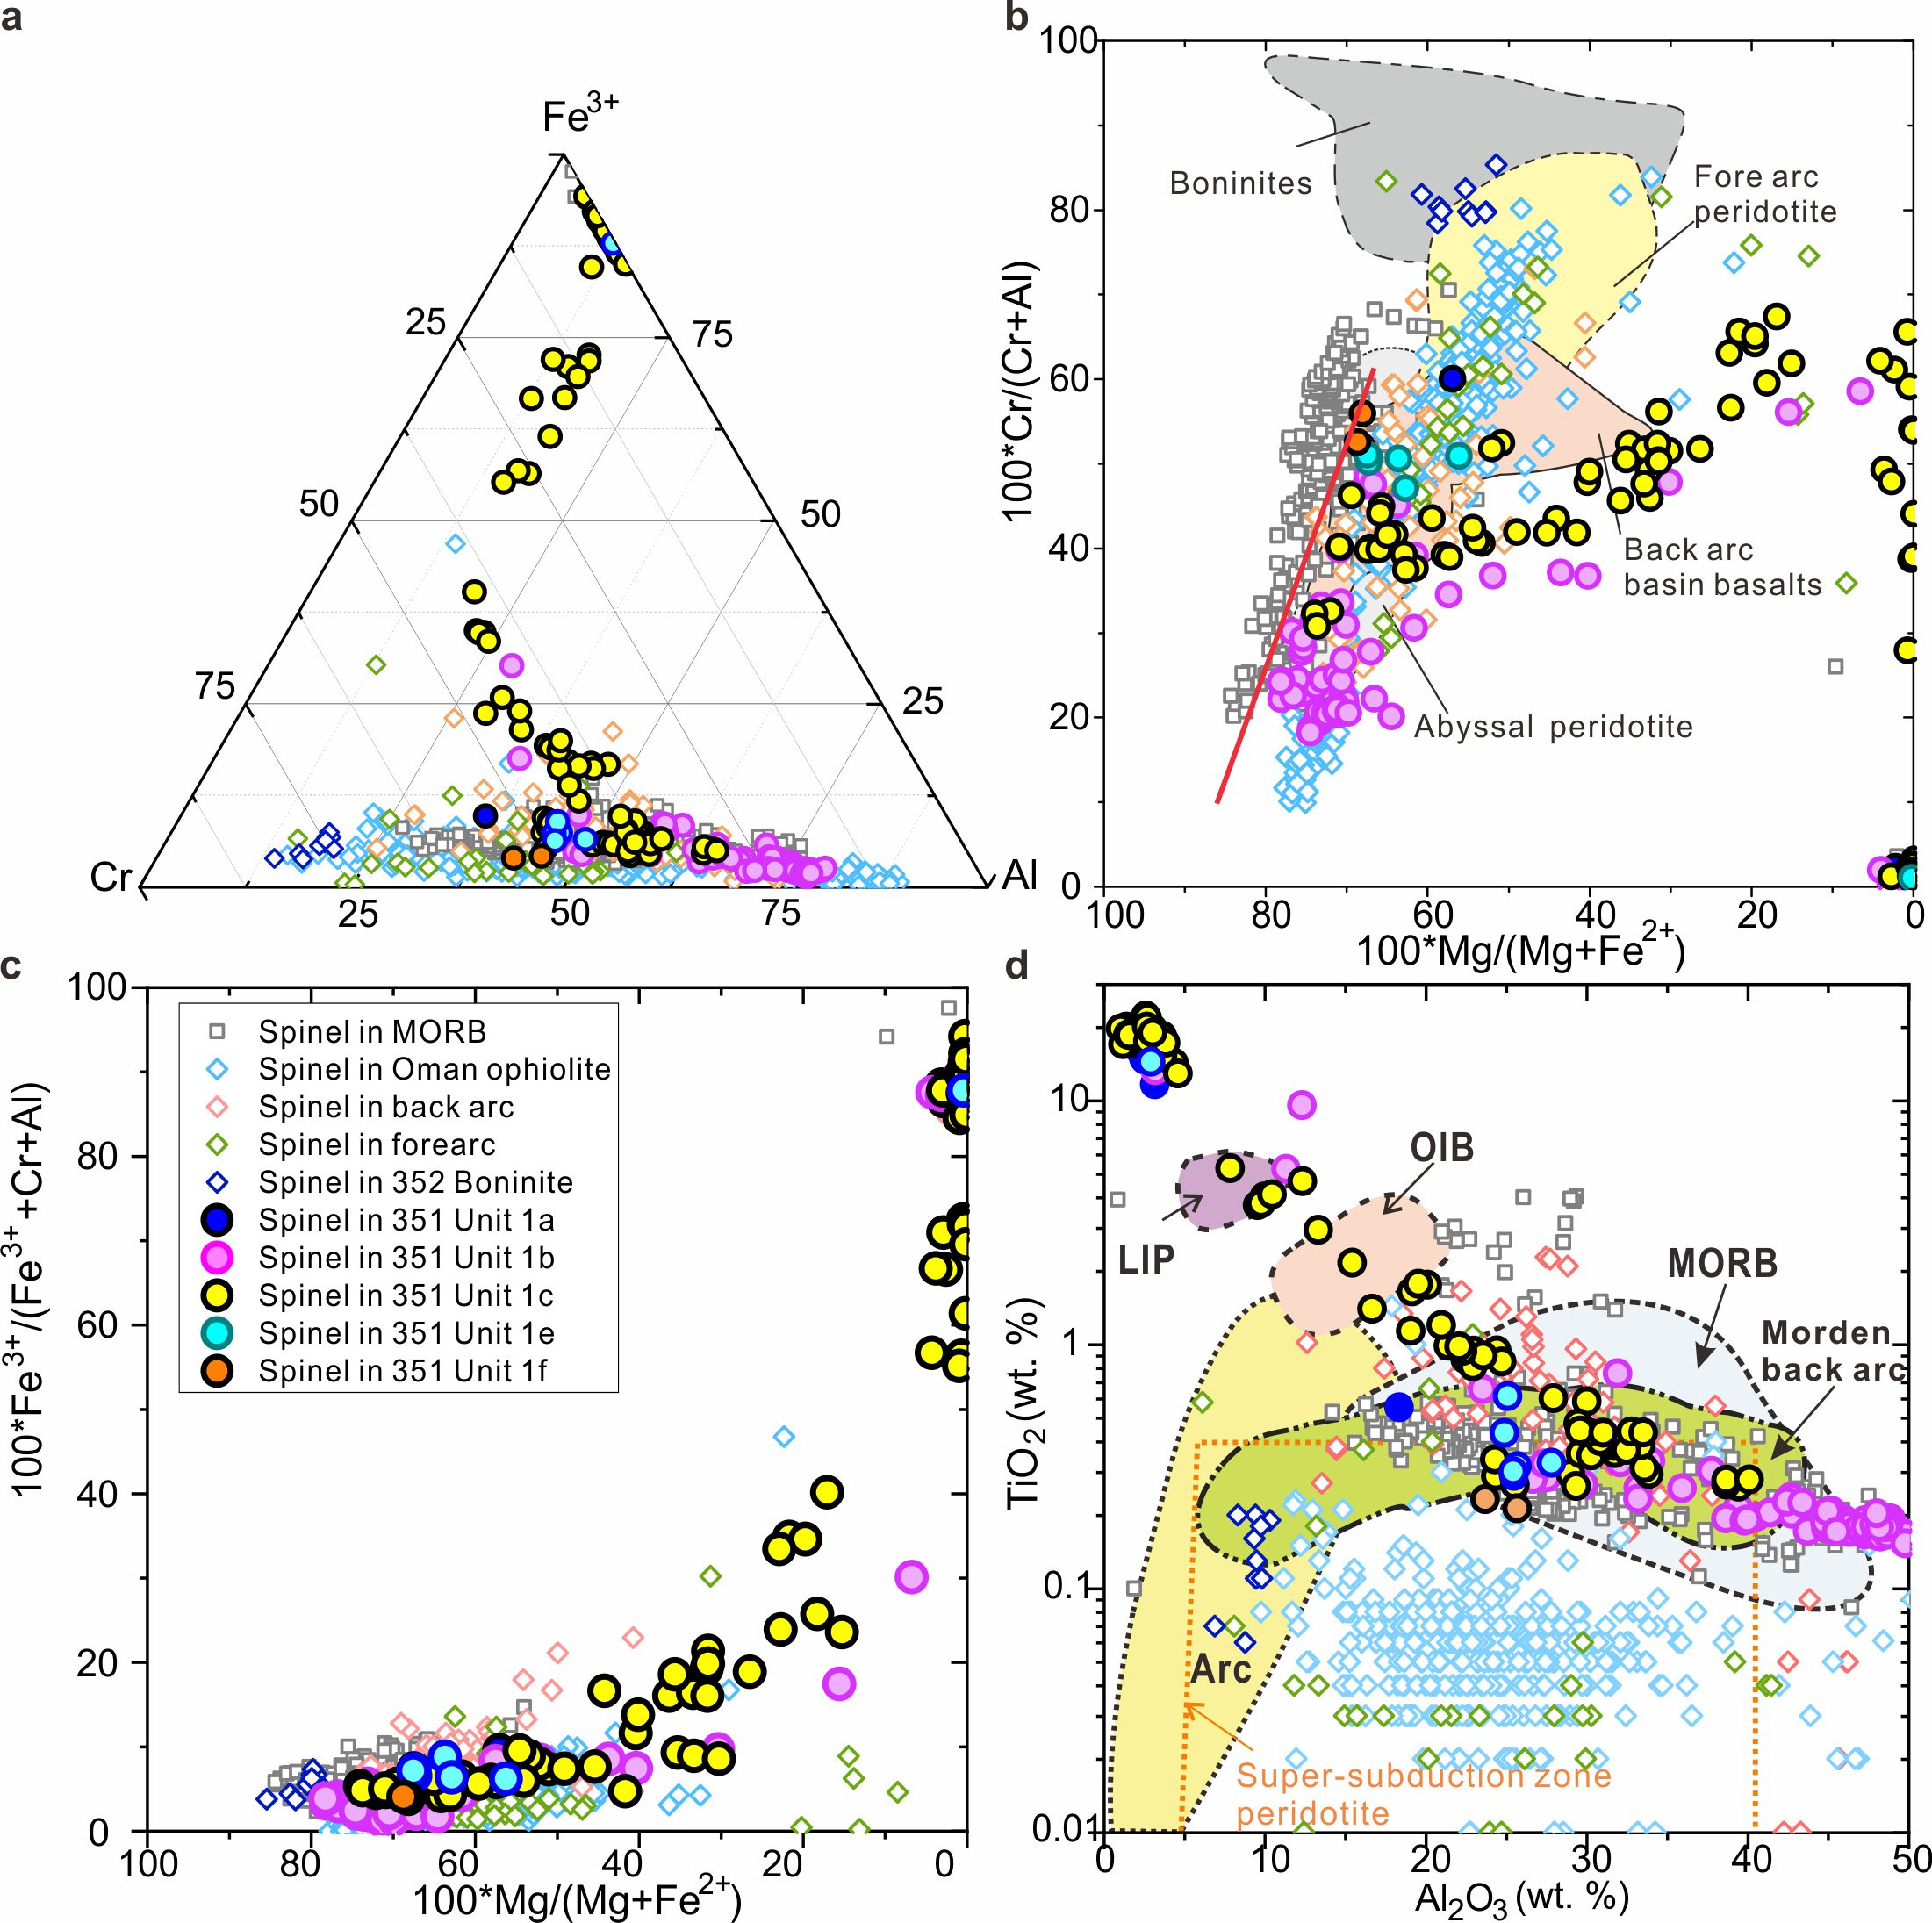 a
Fe3+
25
75
50
50
75
25
Cr
Al
25
50
75
b
100
80
60
40
20
0
100*Cr/(Cr+Al)
Boninites
Fore arc
peridotite
Back arc
basin basalts
Abyssal peridotite
100
80
60
40
20
0
100*Mg/(Mg+Fe2+)
c
100
80
60
40
20
0
100*Fe3+/(Fe3++Cr+Al)
Spinel in MORB
Spinel in Oman ophiolite
Spinel in back arc
Spinel in forearc
Spinel in 352 Boninite
Spinel in 351 Unit 1a
Spinel in 351 Unit 1b
Spinel in 351 Unit 1c
Spinel in 351 Unit 1e
Spinel in 351 Unit 1f
100
80
60
40
20
0
100*Mg/(Mg+Fe2+)
d
10
1
0.1
0.01
TiO2 (wt. %)
OIB
LIP
MORB
Morden
back arc
Arc
Super-subduction zone
peridotite
0
10
20
30
40
50
Al2O3 (wt. %)